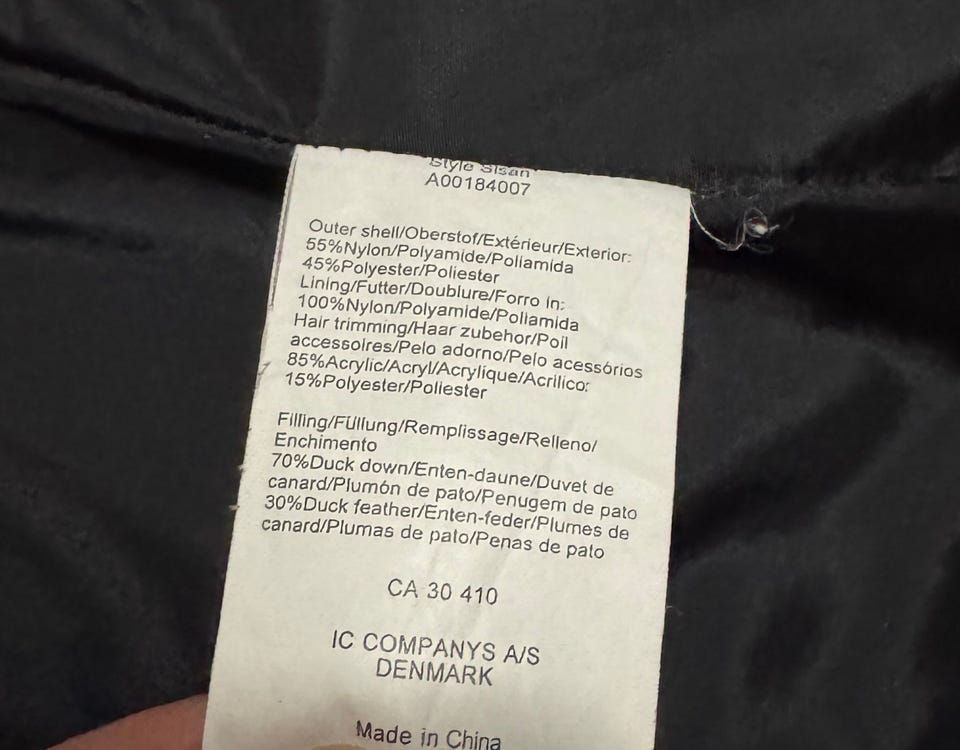 Style Sisan
A00184007
Outer shell/Oberstof/Extérieur/Exterior:
55%Nylon/Polyamide/Poliamida
45%Polyester/Poliester
Lining/Futter/Doublure/Forro in:
100%Nylon/Polyamide/Poliamida
Hair trimming/Haar zubehor/Poil
accessoires/Pelo adorno/Pelo acessórios
85%Acrylic/Acryl/Acrylique/Acrilico:
15%Polyester/Poliester
Filling/Füllung/Remplissage/Relleno/
Enchimento
70%Duck down/Enten-daune/Duvet de
canard/Plumón de pato/Penugem de pato
30%Duck feather/Enten-feder/Plumes de
canard/Plumas de pato/Penas de pato
CA 30 410
IC COMPANYS A/S
DENMARK
Made in China